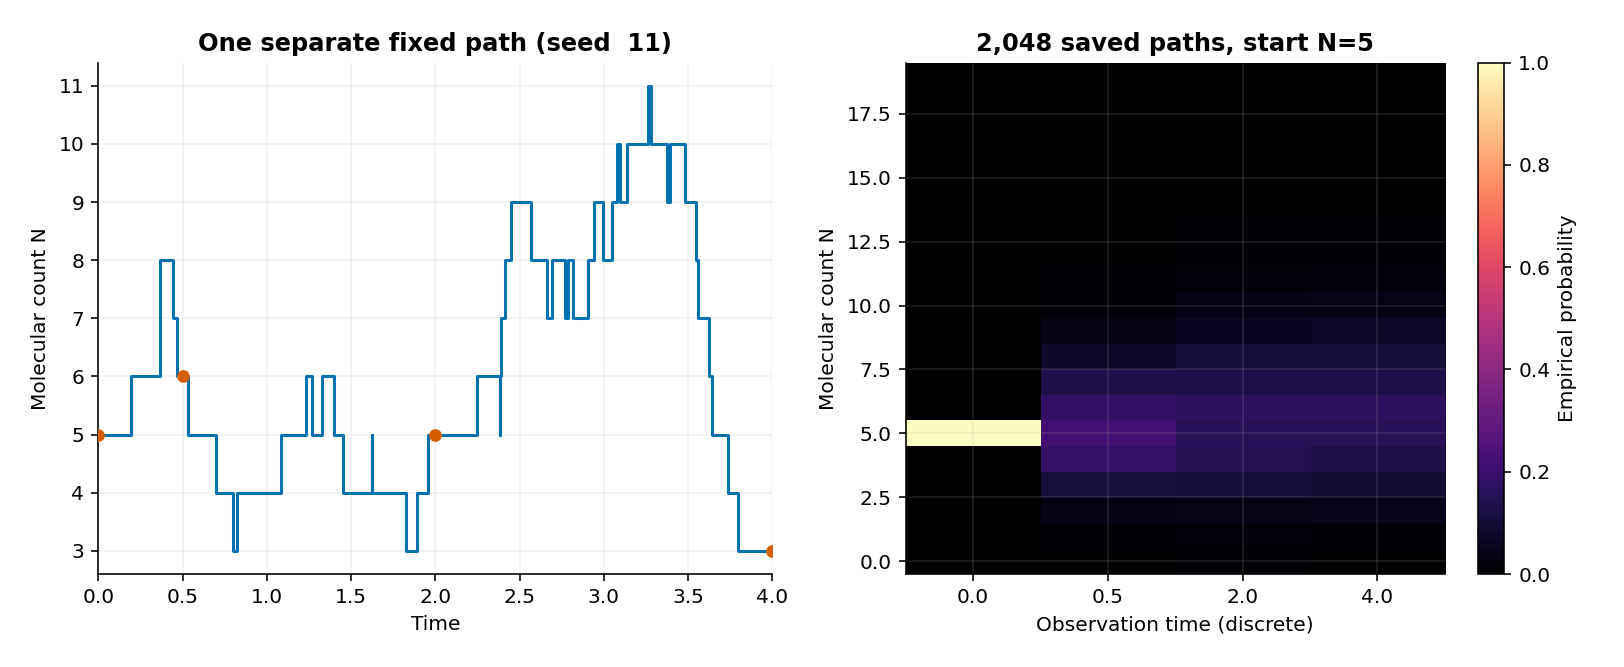 One separate fixed path (seed  11)
Molecular count N
11
10
9
8
7
6
5
4
3
0.0 0.5 1.0 1.5 2.0 2.5 3.0 3.5 4.0
Time
2,048 saved paths, start N=5
Molecular count N
17.5
15.0
12.5
10.0
7.5
5.0
2.5
0.0
0.0 0.5 2.0 4.0
Observation time (discrete)
1.0
0.8
0.6
0.4
0.2
0.0
Empirical probability